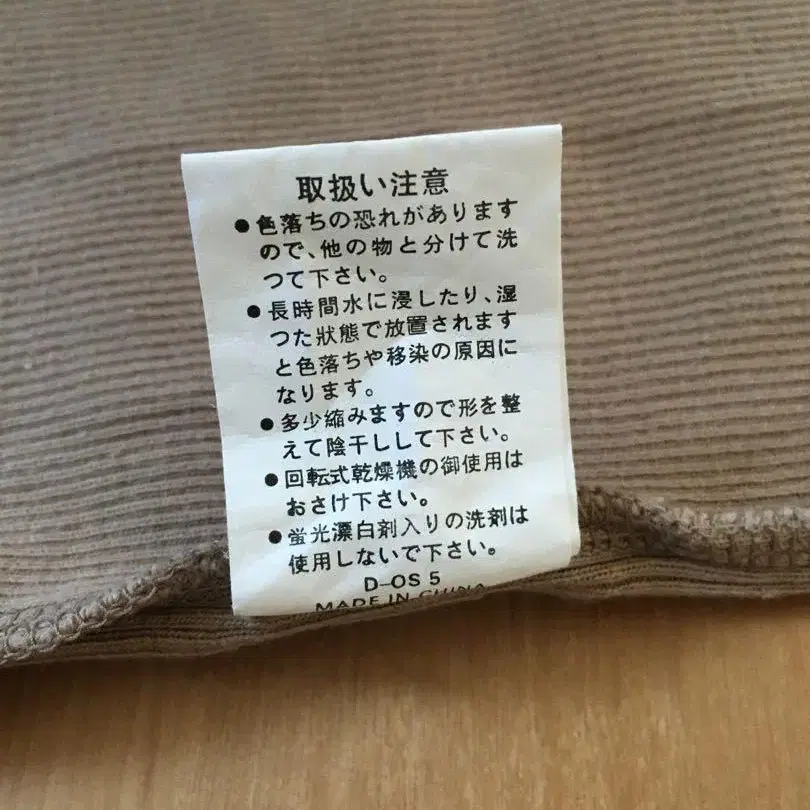 取扱い注意
●色落ちの恐れがあります
ので、他の物と分けて洗
つて下さい。
●長時間水に浸したり、湿
つた狀態で放置されます
と色落ちや移染の原因に
なります。
●多少縮みますので形を整
えて陰干しして下さい。
●回転式乾燥機の御使用は
おさけ下さい。
●蛍光漂白剤入りの洗剤は
使用しないで下さい。
D-OS 5
MADE IN CHINA